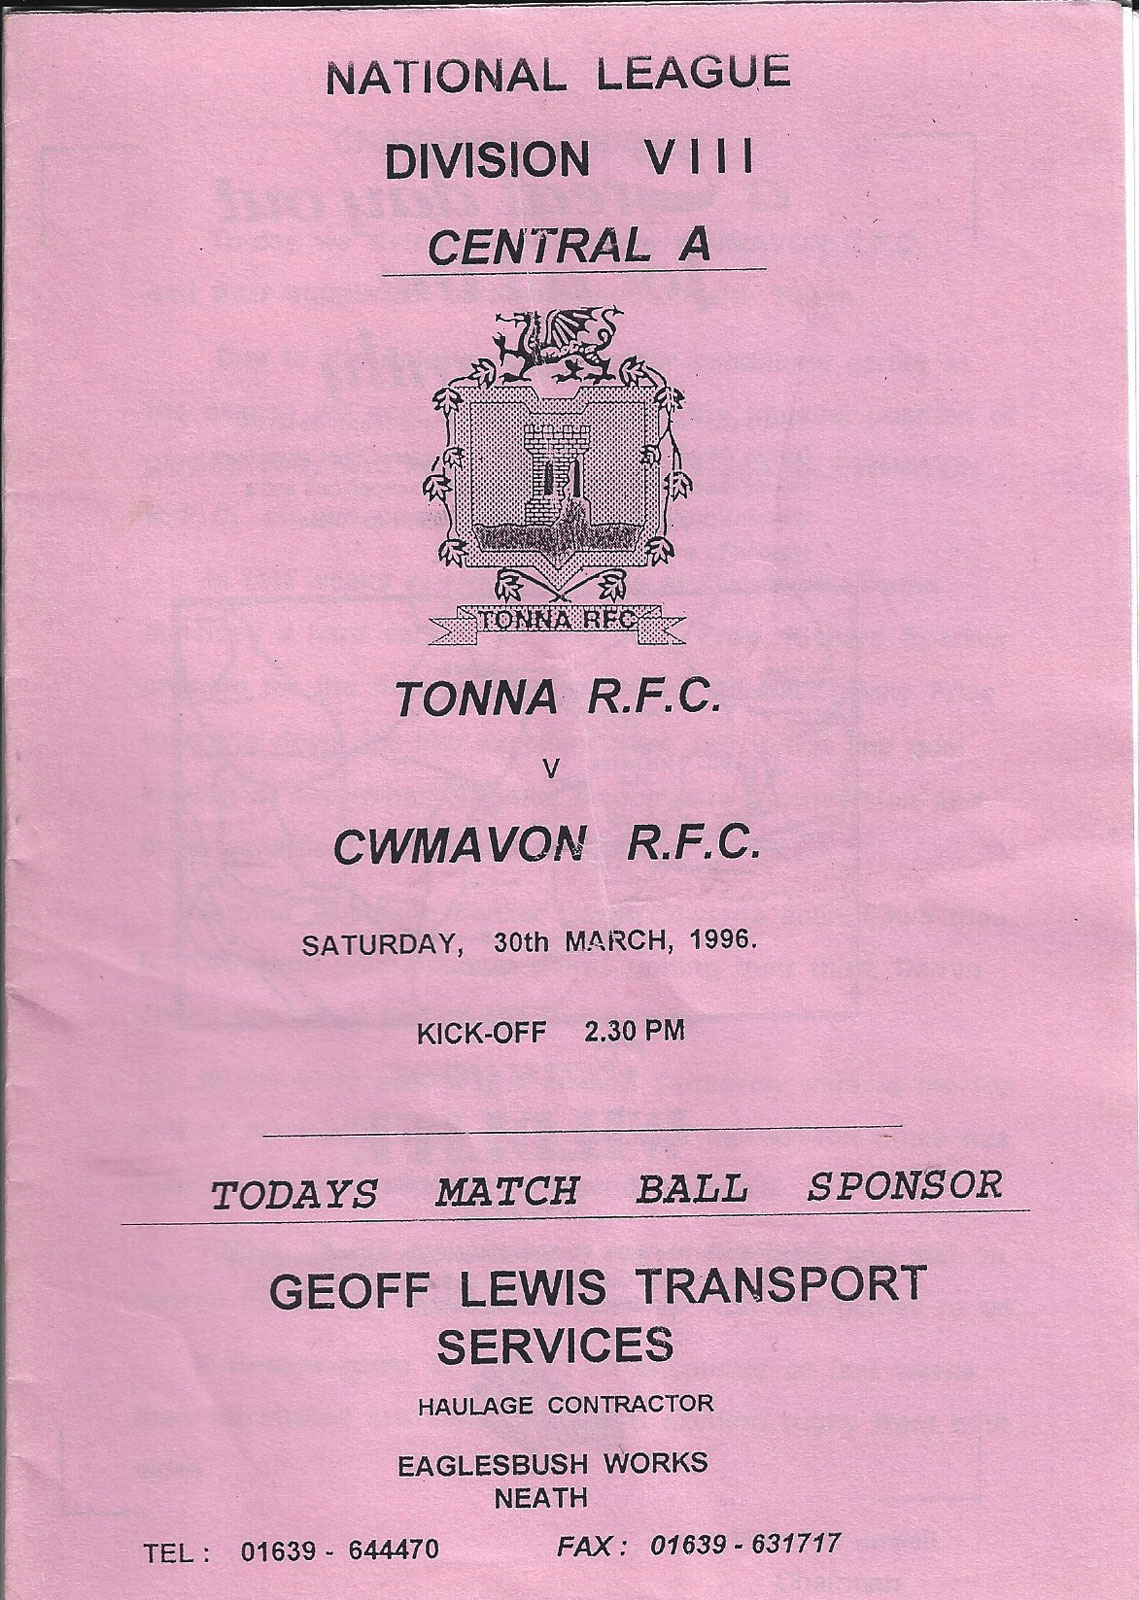 NATIONAL LEAGUE
DIVISION VIII
CENTRAL A
TONNA RFC
TONNA R.F.C.
v
CWMAVON R.F.C.
SATURDAY, 30th MARCH, 1996.
KICK-OFF 2.30 PM
TODAYS MATCH BALL SPONSOR
GEOFF LEWIS TRANSPORT
SERVICES
HAULAGE CONTRACTOR
EAGLESBUSH WORKS
NEATH
TEL : 01639 - 644470 FAX : 01639 - 631717